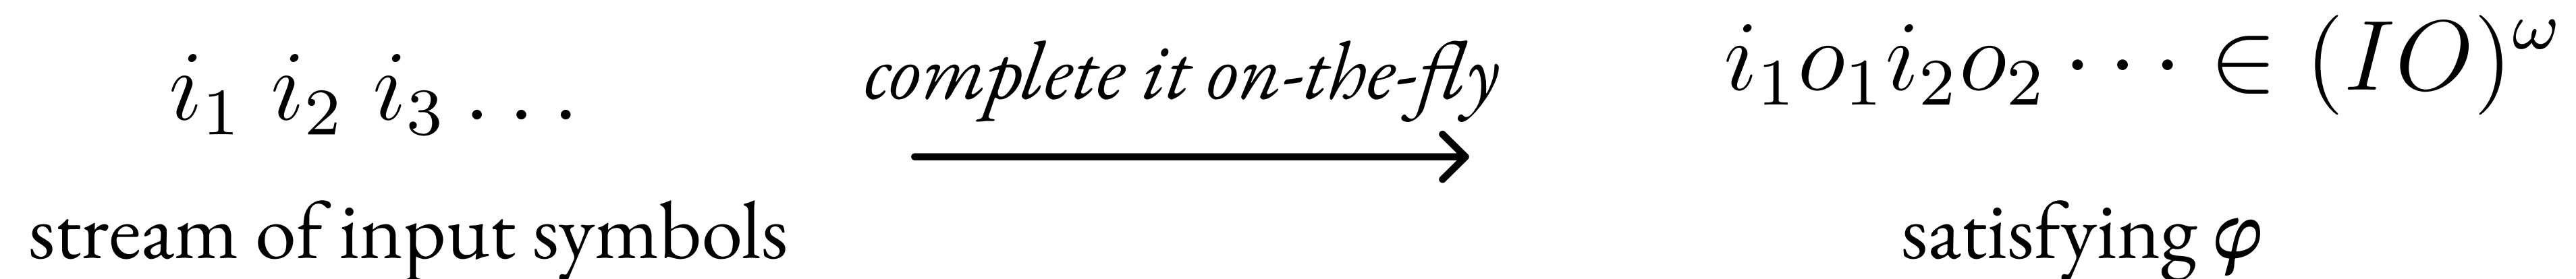 i₁ i₂ i₃ . . .
stream of input symbols
complete it on-the-fly
i₁o₁i₂o₂ ··· ∈ (IO)^ω
satisfying φ